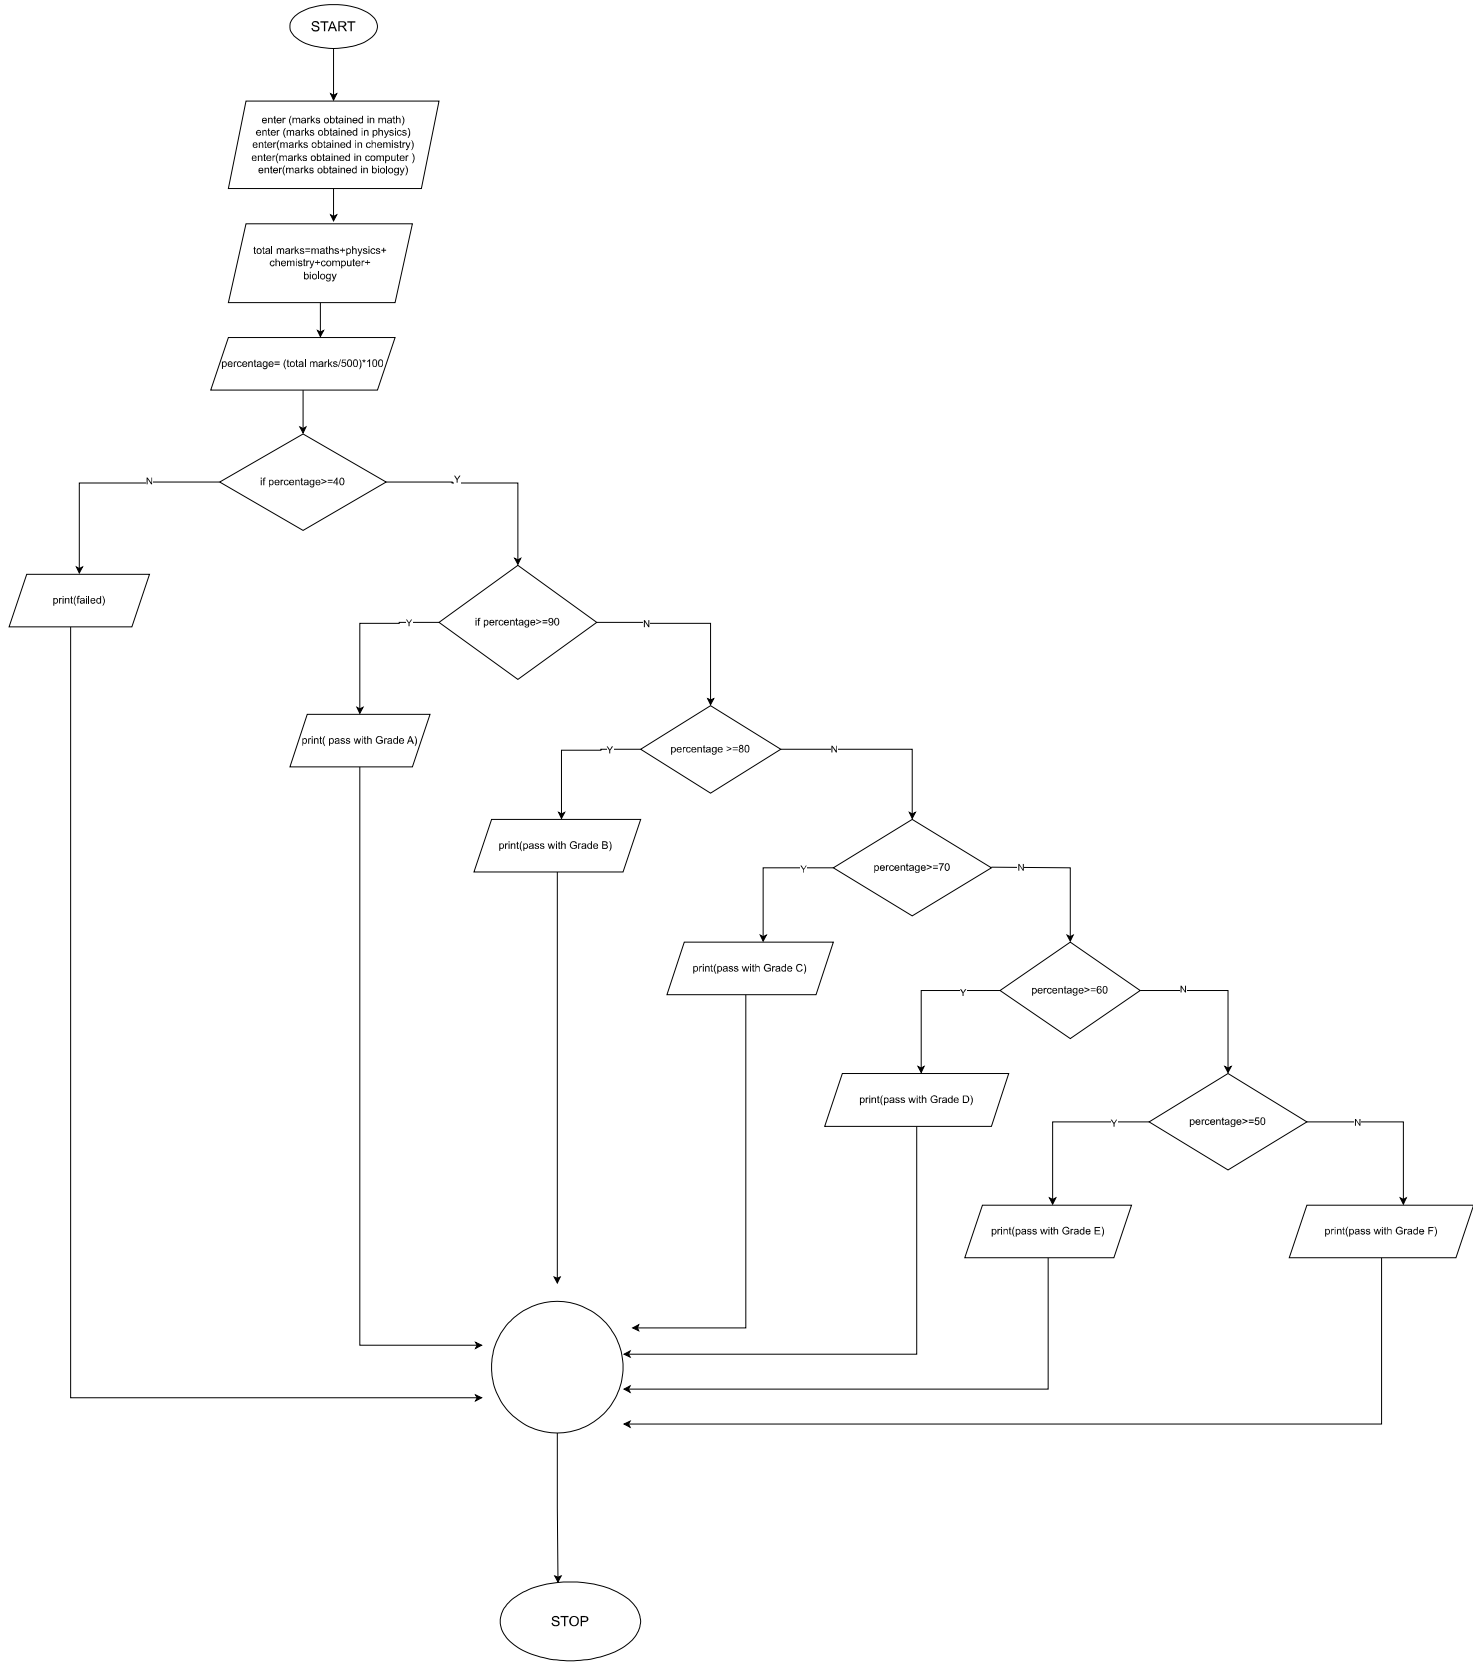 START
enter (marks obtained in math)
enter (marks obtained in physics)
enter(marks obtained in chemistry)
enter(marks obtained in computer )
enter(marks obtained in biology)
total marks=maths+physics+
chemistry+computer+
biology
percentage= (total marks/500)*100
if percentage>=40
N
Y
print(failed)
if percentage>=90
Y
N
print( pass with Grade A)
percentage >=80
Y
N
print(pass with Grade B)
percentage>=70
Y
N
print(pass with Grade C)
percentage>=60
Y
N
print(pass with Grade D)
percentage>=50
Y
N
print(pass with Grade E)
print(pass with Grade F)
STOP